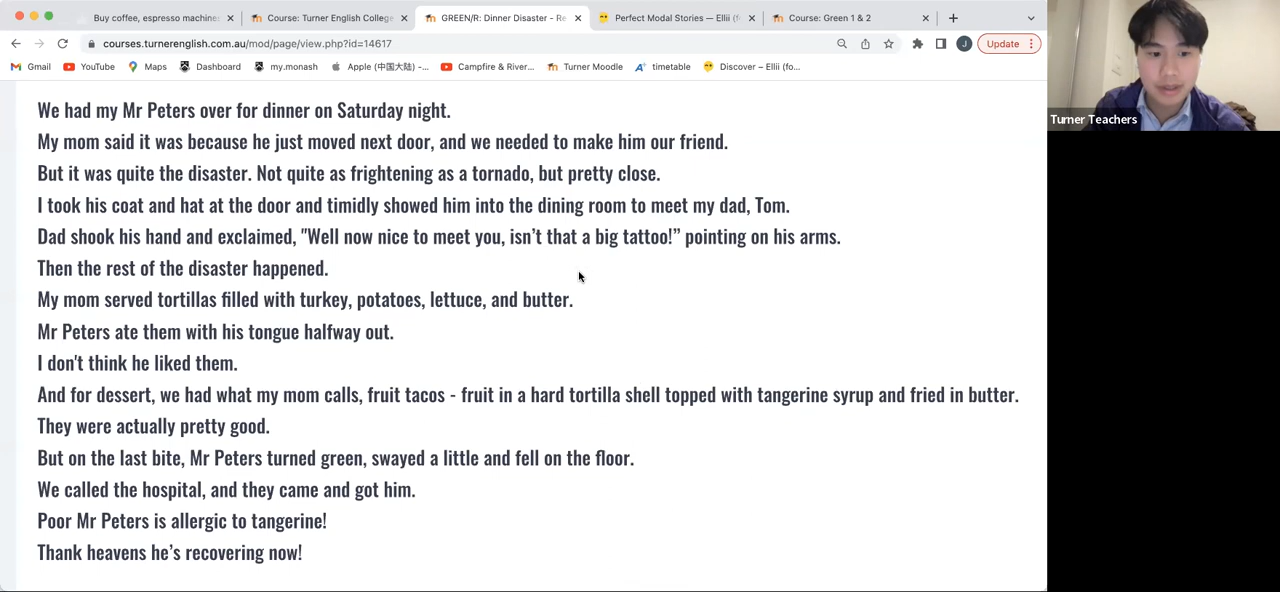 Buy coffee, espresso machine
Course: Turner English College
GREEN/R: Dinner Disaster - Re
Perfect Modal Stories — Ellii (f
Course: Green 1 & 2
courses.turnerenglish.com.au/mod/page/view.php?id=14617
J
Update
Gmail
YouTube
Maps
Dashboard
my.monash
Apple (中国大陆) -...
Campfire & River...
Turner Moodle
timetable
Discover – Ellii (fo...
We had my Mr Peters over for dinner on Saturday night.
My mom said it was because he just moved next door, and we needed to make him our friend.
But it was quite the disaster. Not quite as frightening as a tornado, but pretty close.
I took his coat and hat at the door and timidly showed him into the dining room to meet my dad, Tom.
Dad shook his hand and exclaimed, "Well now nice to meet you, isn’t that a big tattoo!” pointing on his arms.
Then the rest of the disaster happened.
My mom served tortillas filled with turkey, potatoes, lettuce, and butter.
Mr Peters ate them with his tongue halfway out.
I don't think he liked them.
And for dessert, we had what my mom calls, fruit tacos - fruit in a hard tortilla shell topped with tangerine syrup and fried in butter.
They were actually pretty good.
But on the last bite, Mr Peters turned green, swayed a little and fell on the floor.
We called the hospital, and they came and got him.
Poor Mr Peters is allergic to tangerine!
Thank heavens he’s recovering now!
Turner Teachers